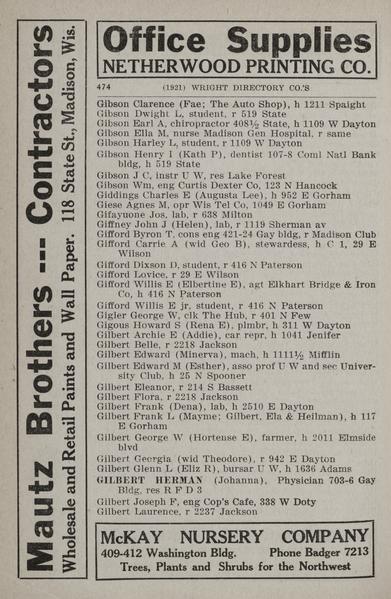 Mautz Brothers --- Contractors
Wholesale and Retail Paints and Wall Paper. 118 State St., Madison, Wis.
Office Supplies
NETHERWOOD PRINTING CO.
474 (1921) WRIGHT DIRECTORY CO.'S
Gibson Clarence (Fae; The Auto Shop), h 1211 Spaight
Gibson Dwight L, student, r 519 State
Gibson Earl A, chiropractor 408½ State, h 1109 W Dayton
Gibson Ella M, nurse Madison Gen Hospital, r same
Gibson Harley L, student, r 1109 W Dayton
Gibson Henry I (Kath P), dentist 107-8 Coml Natl Bank
bldg, h 519 State
Gibson J C, instr U W, res Lake Forest
Gibson Wm, eng Curtis Dexter Co, 123 N Hancock
Giddings Charles E (Augusta Lee), h 952 E Gorham
Giese Agnes M, opr Wis Tel Co, 1049 E Gorham
Gifayuone Jos, lab, r 638 Milton
Giffney John J (Helen), lab, r 1119 Sherman av
Gifford Byron T, cons eng 421-24 Gay bldg, r Madison Club
Gifford Carrie A (wid Geo B), stewardess, h C 1, 29 E
Wilson
Gifford Dixson D, student, r 416 N Paterson
Gifford Lovice, r 29 E Wilson
Gifford Willis E (Elbertine E), agt Elkhart Bridge & Iron
Co, h 416 N Paterson
Gifford Willis E jr, student, r 416 N Paterson
Gigler George W, clk The Hub, r 401 N Few
Gigous Howard S (Rena E), plmbr, h 311 W Dayton
Gilbert Archie E (Addie), car repr, h 1041 Jenifer
Gilbert Belle, r 2218 Jackson
Gilbert Edward (Minerva), mach, h 1111½ Mifflin
Gilbert Edward M (Esther), asso prof U W and sec Univer-
sity Club, h 25 N Spooner
Gilbert Eleanor, r 214 S Bassett
Gilbert Flora, r 2218 Jackson
Gilbert Frank (Dena), lab, h 2510 E Dayton
Gilbert Frank L (Mayme; Gilbert, Ela & Heilman), h 117
E Gorham
Gilbert George W (Hortense E), farmer, h 2011 Elmside
blvd
Gilbert Georgia (wid Theodore), r 942 E Dayton
Gilbert Glenn L (Eliz R), bursar U W, h 1636 Adams
GILBERT HERMAN (Johanna), Physician 703-6 Gay
Bldg, res R F D 3
Gilbert Joseph F, eng Cop's Cafe, 338 W Doty
Gilbert Laurence, r 2237 Jackson
McKAY NURSERY COMPANY
409-412 Washington Bldg. Phone Badger 7213
Trees, Plants and Shrubs for the Northwest